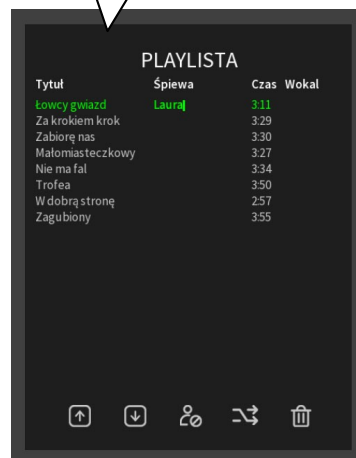 PLAYLISTA
Tytuł Śpiewa Czas Wokal
Łowcy gwiazd Laura 3:11
Za krokiem krok 3:29
Zabiorę nas 3:30
Małomiasteczkowy 3:27
Nie ma fal 3:34
Trofea 3:50
W dobrą stronę 2:57
Zagubiony 3:55